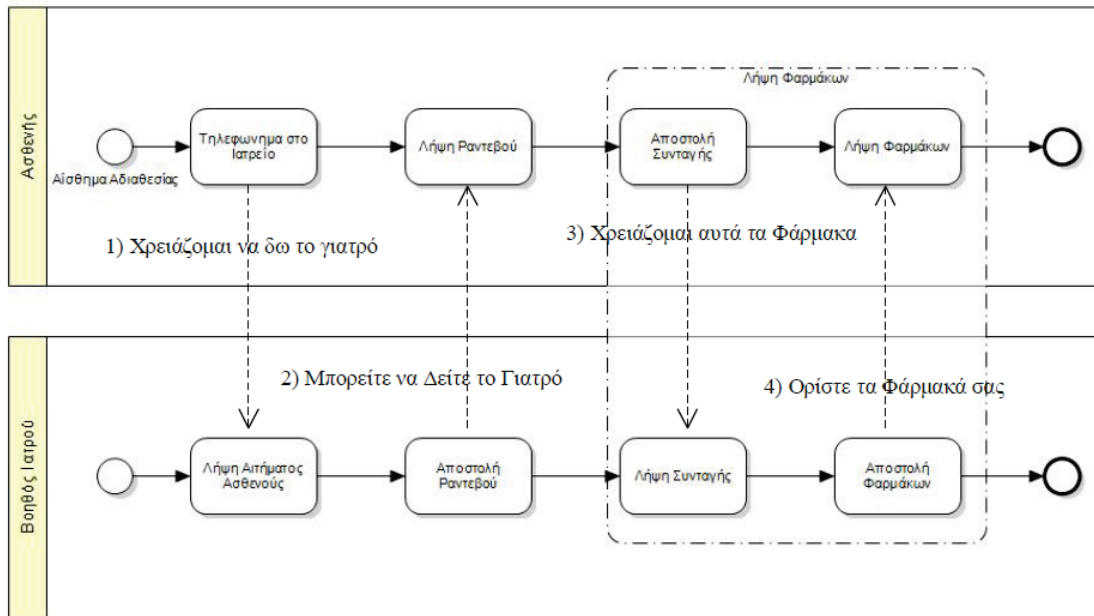 Ασθενής
Λήψη Φαρμάκων
Τηλεφωνημα στο
Ιατρείο
Λήψη Ραντεβού
Αποστολή
Συνταγής
Λήψη Φαρμάκων
Αίσθημα Αδιαθεσίας
1) Χρειάζομαι να δω το γιατρό
3) Χρειάζομαι αυτά τα Φάρμακα
Βοηθός Ιατρού
2) Μπορείτε να Δείτε το Γιατρό
4) Ορίστε τα Φάρμακά σας
Λήψη Αιτήματος
Ασθενούς
Αποστολή
Ραντεβού
Λήψη Συνταγής
Αποστολή
Φαρμάκων